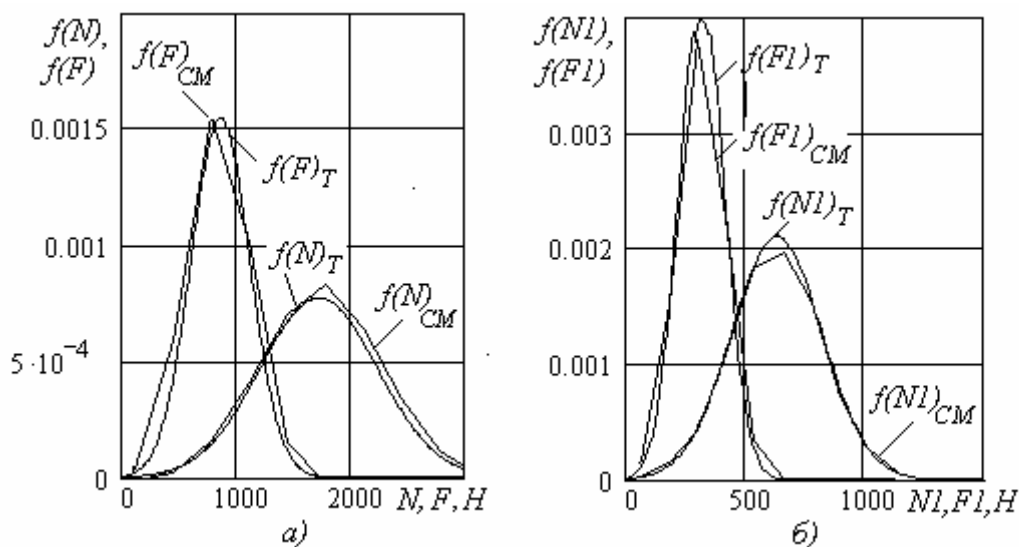 f(N),
f(F)
f(F)CM
0.0015
f(F)T
0.001
f(N)T
f(N)CM
5·10−4
0
0
1000
2000
N, F, H
а)
f(N1),
f(F1)
f(F1)T
0.003
f(F1)CM
f(N1)T
0.002
0.001
f(N1)CM
0
0
500
1000
N1,F1,H
б)